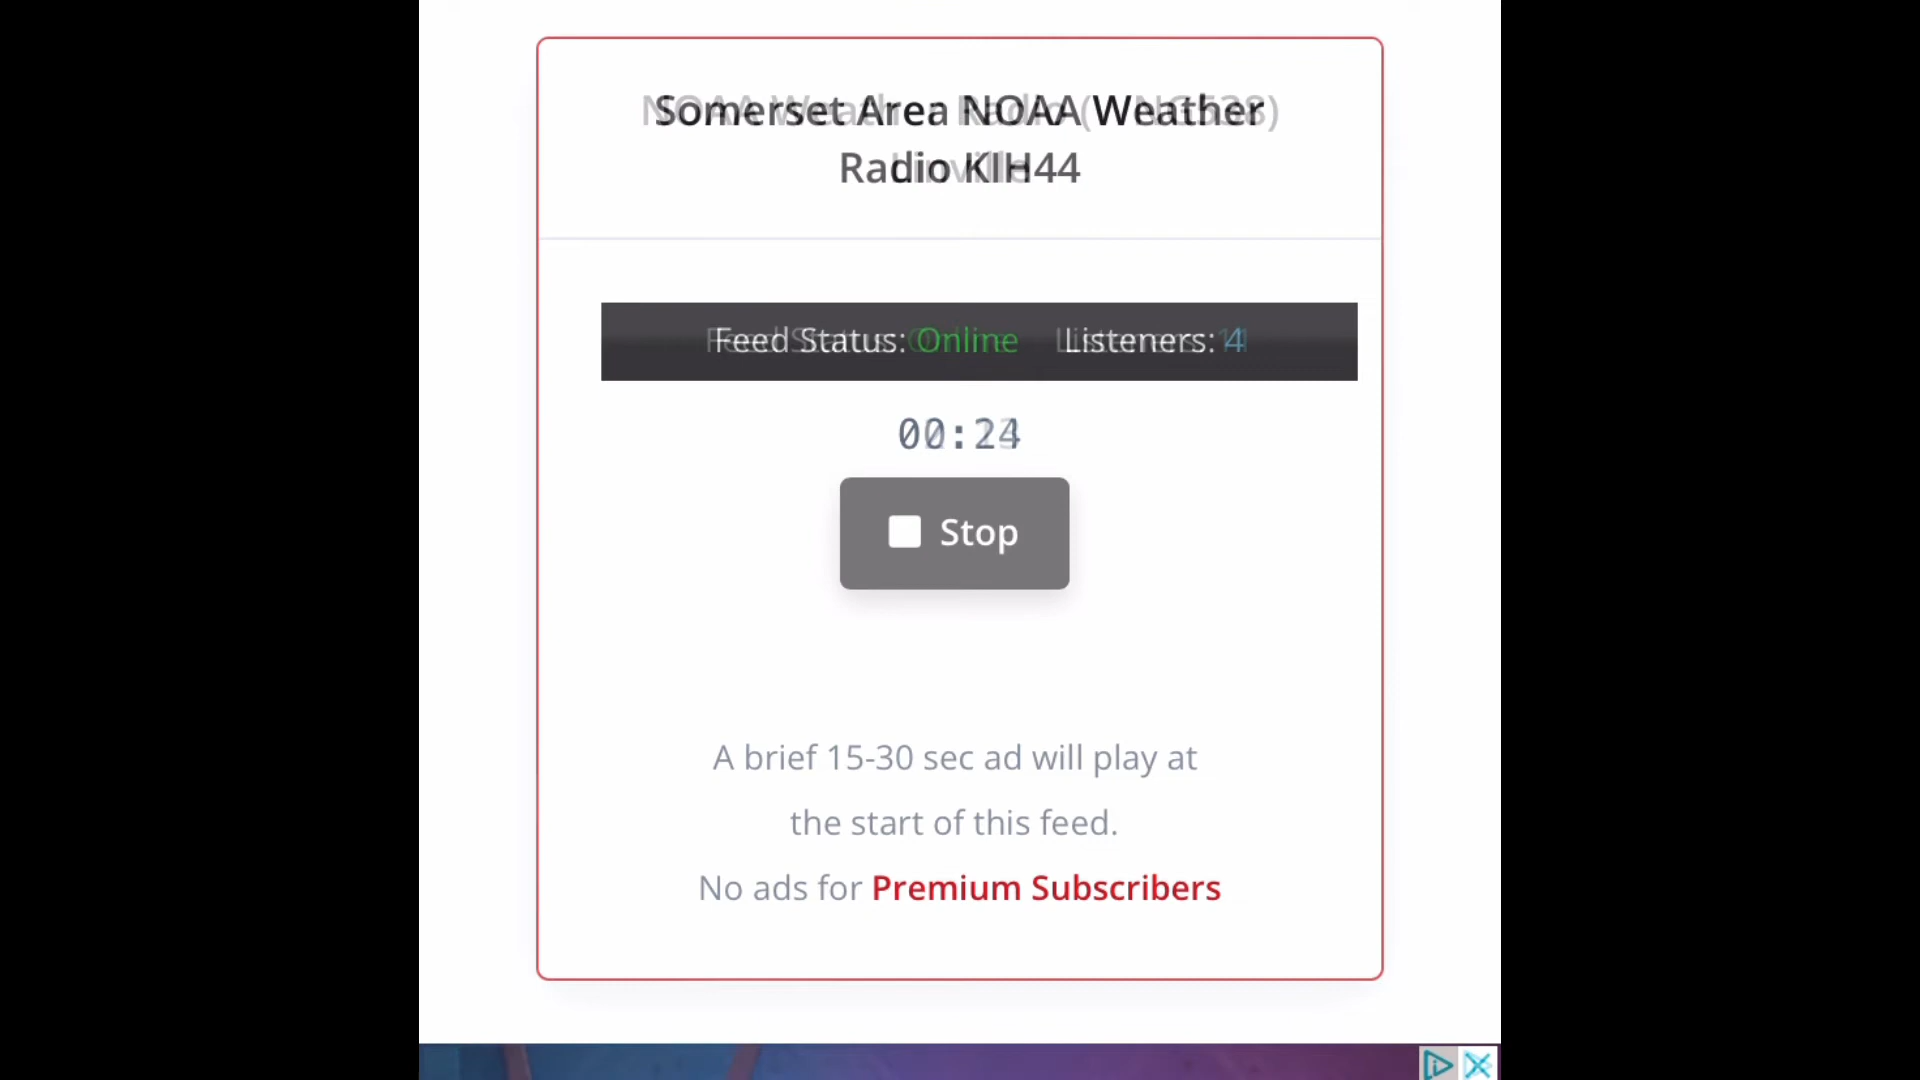 Somerset Area NOAA Weather
Radio KIH44
Feed Status: Online Listeners: 4
00:24
Stop
A brief 15-30 sec ad will play at
the start of this feed.
No ads for Premium Subscribers